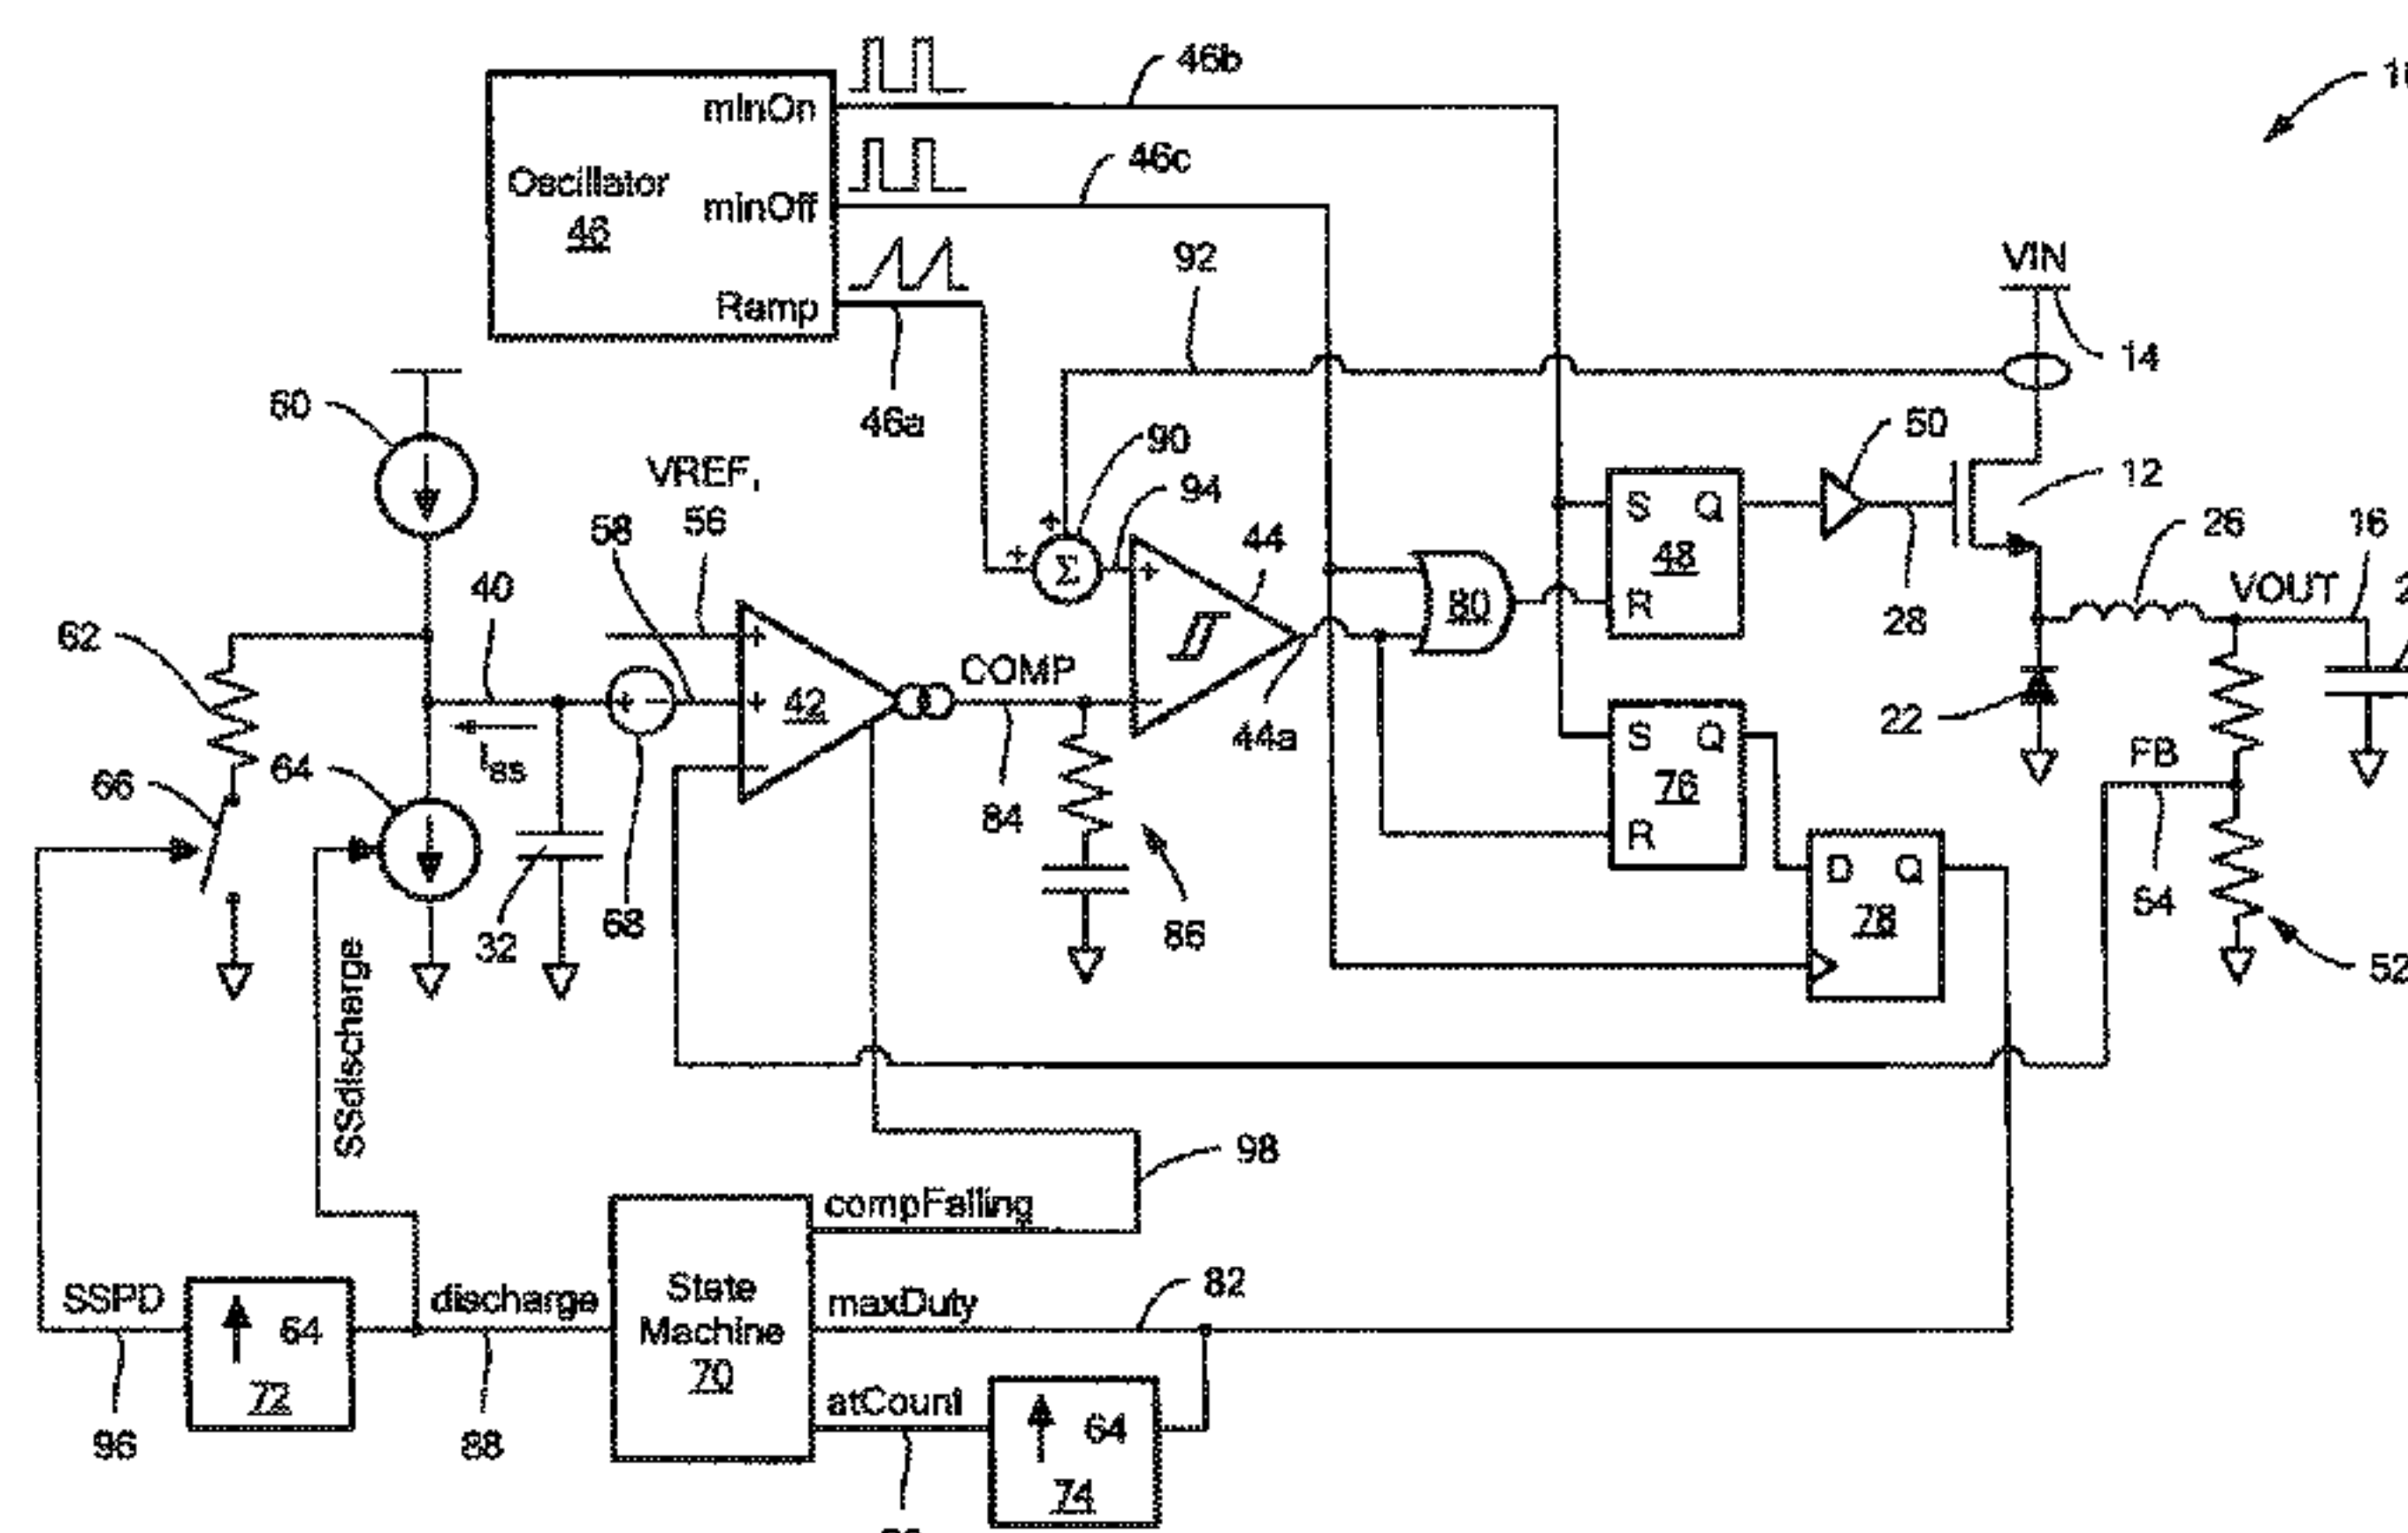 46b
minOn
46c
Oscillator
46
minOff
92
VIN
Ramp
14
60
46a
90
50
VREF,
56
94
12
58
44
S Q
48
R
26
16
40
80
28
VOUT
62
Σ
COMP
42
Iss
44a
22
FB
64
66
84
S Q
76
R
D Q
78
54
32
68
86
52
SSdischarge
98
compFalling
SSPD
64
72
discharge
State
Machine
70
maxDuty
82
96
88
atCount
64
74